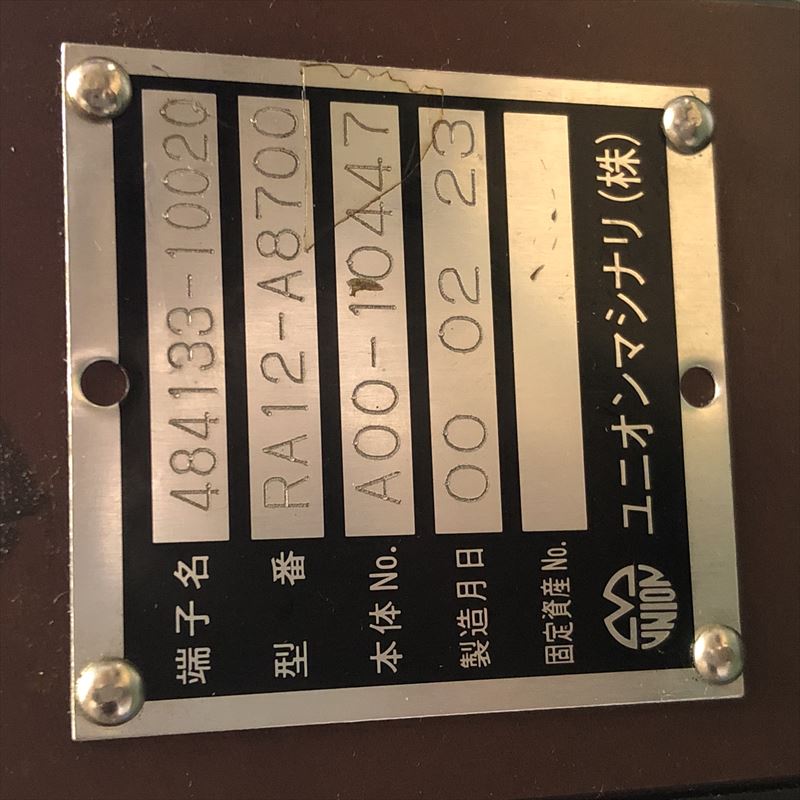 端子名 484133-10020
型番 RA12-A8700
本体No. A00-10447
製造月日 00 02 23
固定資産No.
UNION ユニオンマシナリ(株)